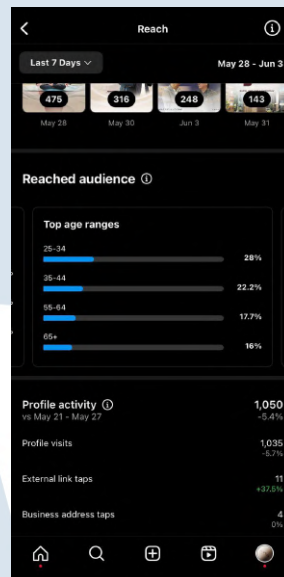 Reach
Last 7 Days
May 28 - Jun 3
475
316
248
143
May 28
May 30
Jun 3
May 31
Reached audience
Top age ranges
25-34
28%
35-44
22.2%
55-64
17.7%
65+
16%
Profile activity
1,050
vs May 21 - May 27
-5.4%
Profile visits
1,035
-5.7%
External link taps
11
+37.5%
Business address taps
4
0%